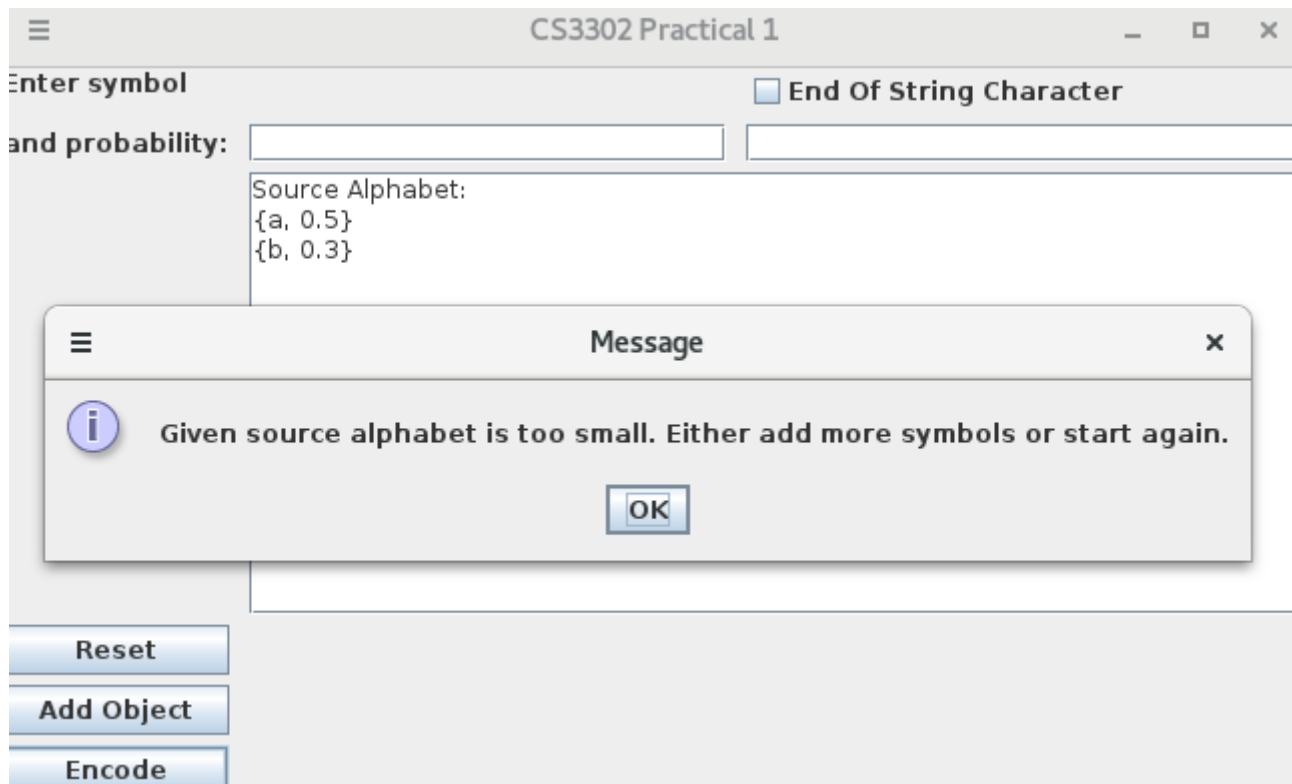 CS3302 Practical 1
Enter symbol
End Of String Character
and probability:
Source Alphabet:
{a, 0.5}
{b, 0.3}
Message
Given source alphabet is too small. Either add more symbols or start again.
OK
Reset
Add Object
Encode